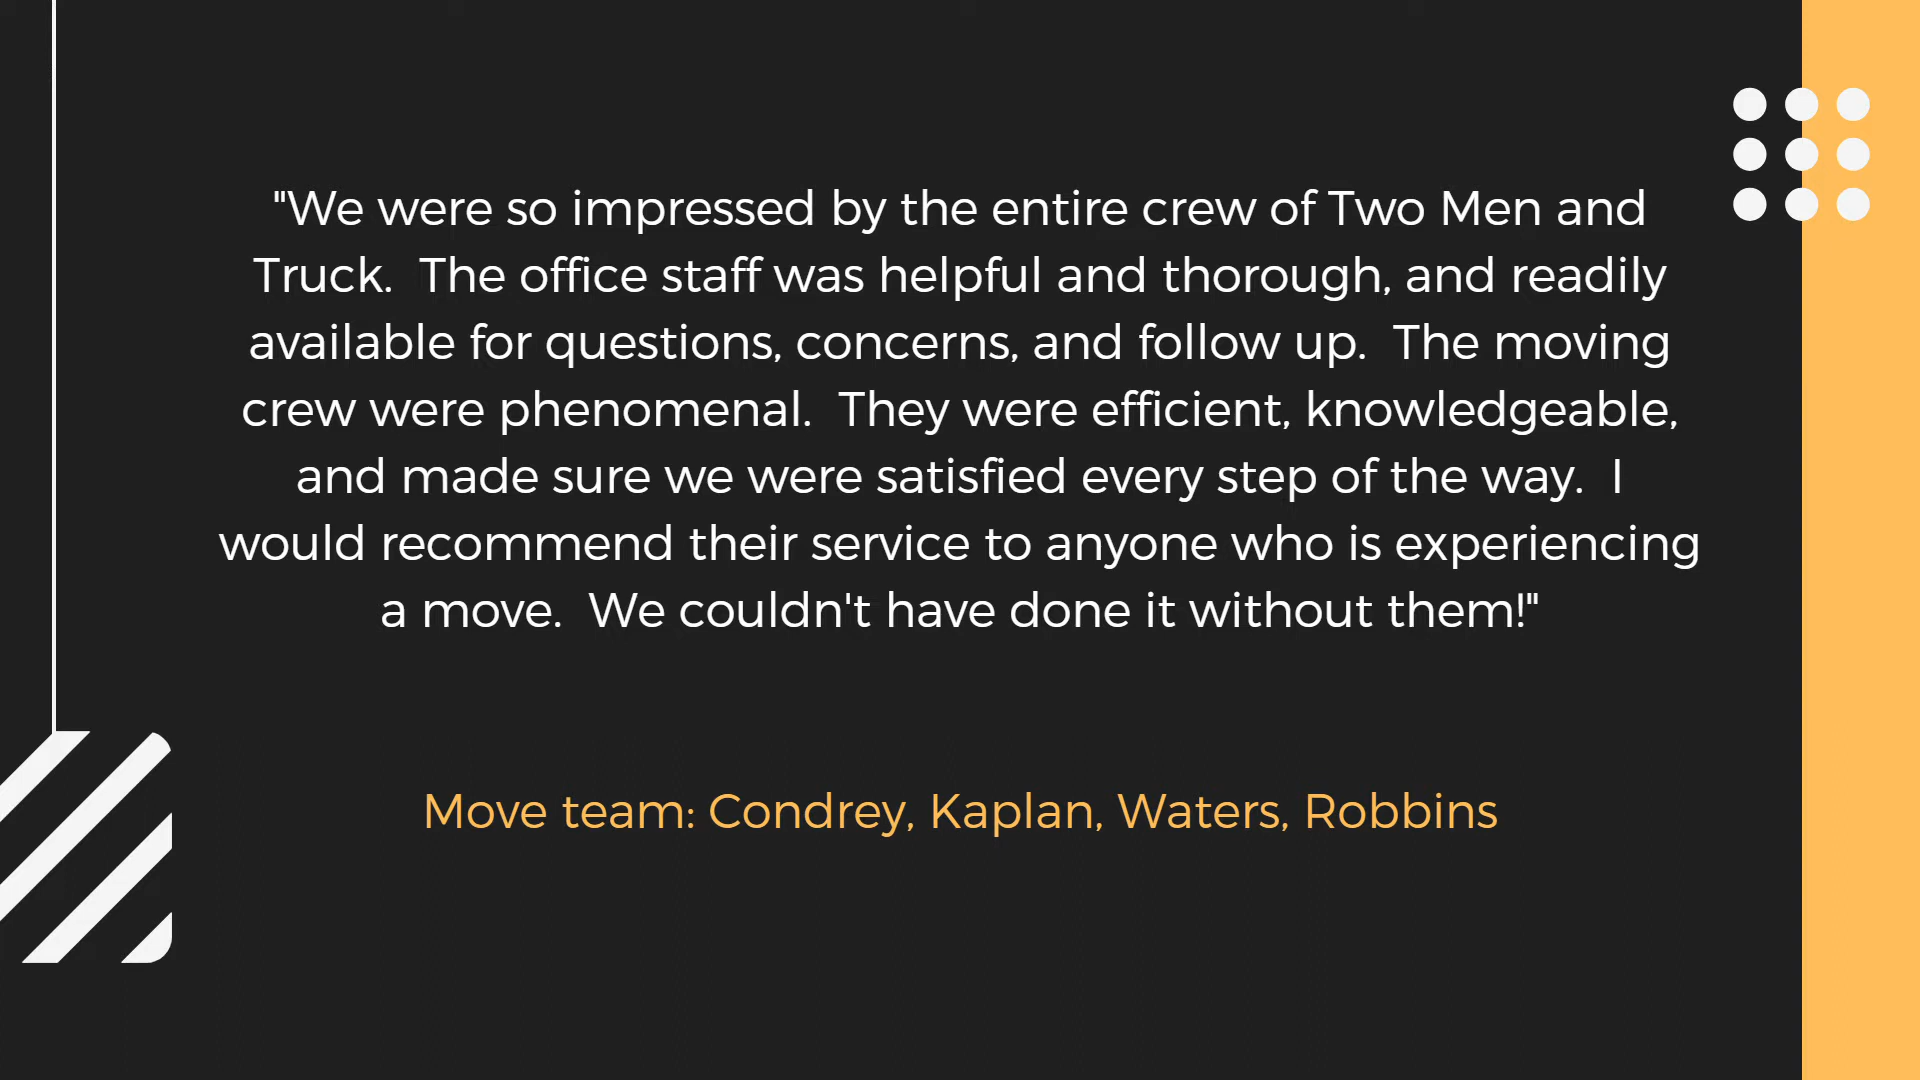 "We were so impressed by the entire crew of Two Men and
Truck.  The office staff was helpful and thorough, and readily
available for questions, concerns, and follow up.  The moving
crew were phenomenal.  They were efficient, knowledgeable,
and made sure we were satisfied every step of the way.  I
would recommend their service to anyone who is experiencing
a move.  We couldn't have done it without them!"
Move team: Condrey, Kaplan, Waters, Robbins